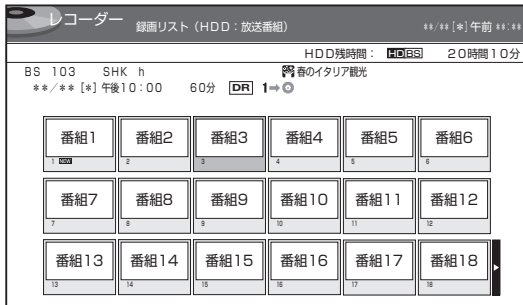 レコーダー 録画リスト（HDD：放送番組） **/**[*]午前**:**
HDD残時間： HD BS 20時間10分
BS 103 SHK h 春のイタリア観光
**/**[*]午後10:00 60分 DR 1⇒
番組1 番組2 番組3 番組4 番組5 番組6
1 NEW 2 3 4 5 6
番組7 番組8 番組9 番組10 番組11 番組12
7 8 9 10 11 12
番組13 番組14 番組15 番組16 番組17 番組18
13 14 15 16 17 18